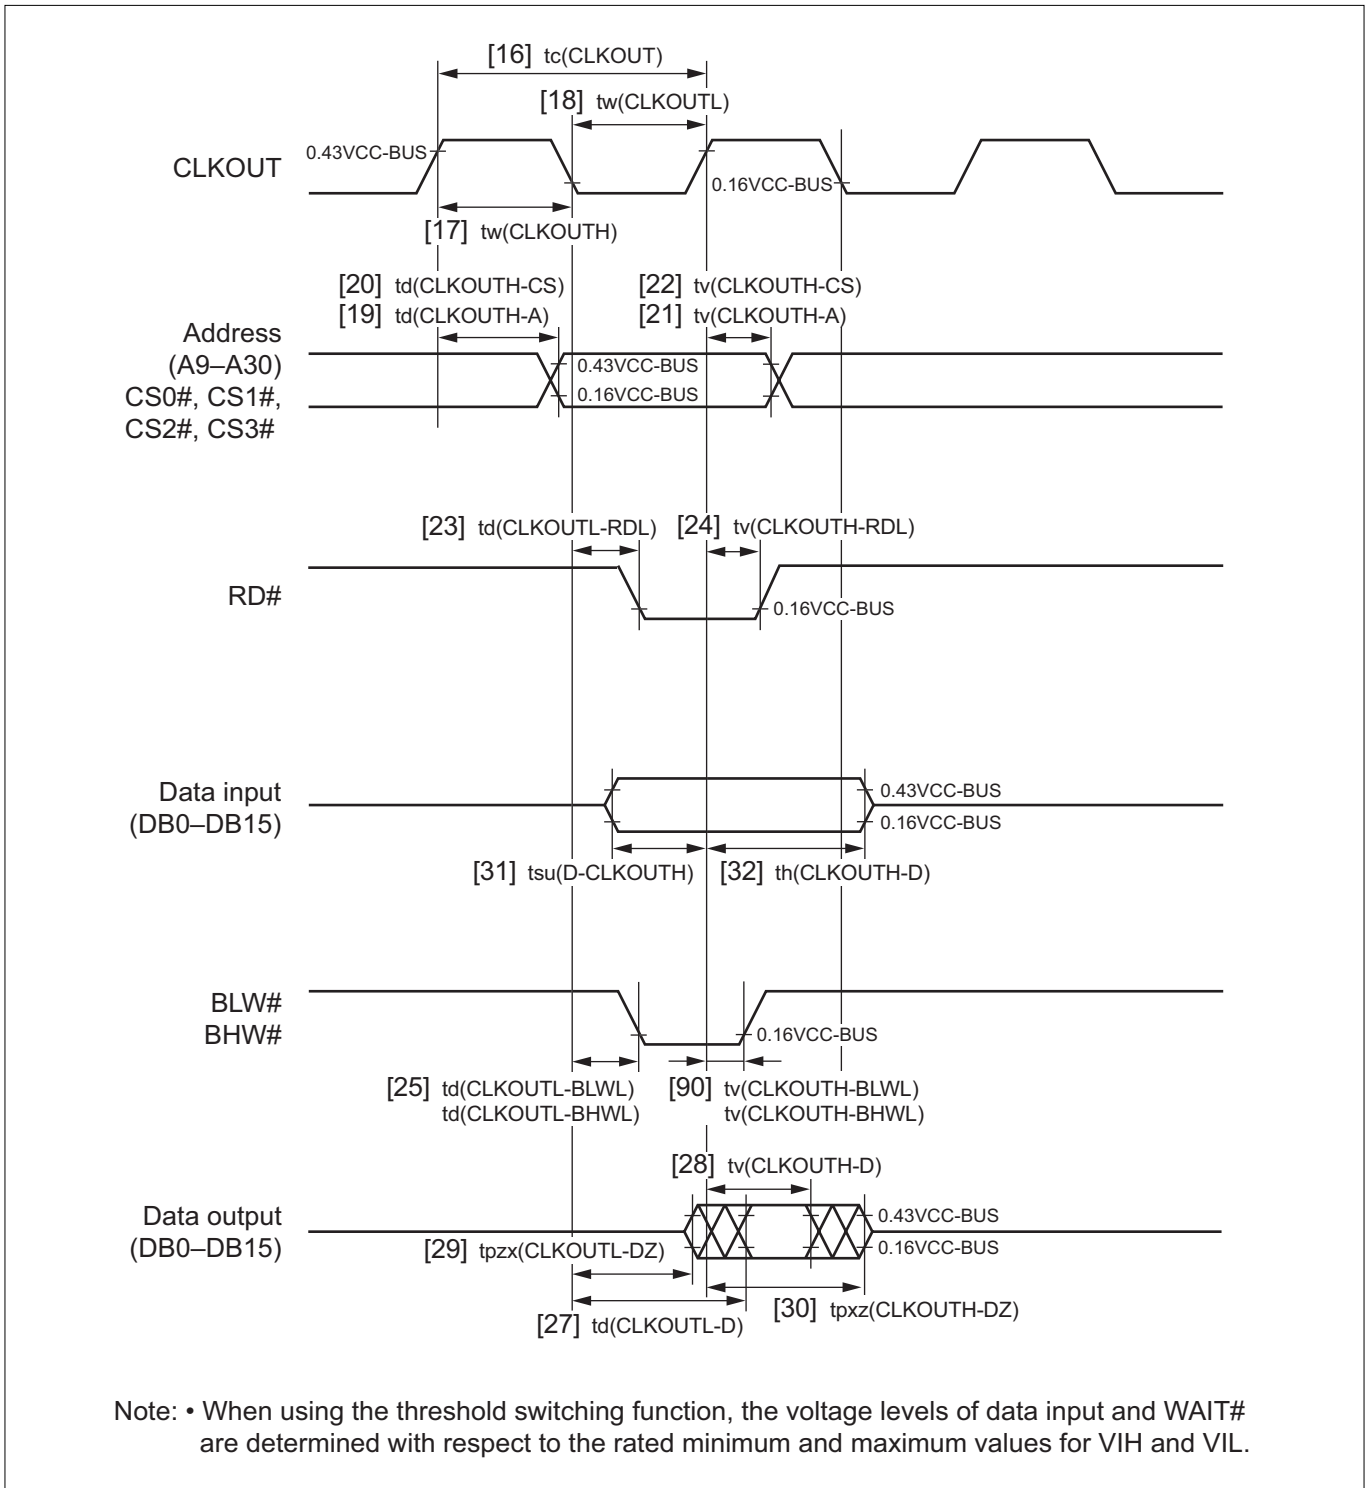 [16] tc(CLKOUT)
[18] tw(CLKOUTL)
CLKOUT
0.43VCC-BUS
0.16VCC-BUS
[17] tw(CLKOUTH)
[20] td(CLKOUTH-CS)
[19] td(CLKOUTH-A)
[22] tv(CLKOUTH-CS)
[21] tv(CLKOUTH-A)
Address
(A9–A30)
CS0#, CS1#,
CS2#, CS3#
0.43VCC-BUS
0.16VCC-BUS
[23] td(CLKOUTL-RDL)
[24] tv(CLKOUTH-RDL)
RD#
0.16VCC-BUS
Data input
(DB0–DB15)
0.43VCC-BUS
0.16VCC-BUS
[31] tsu(D-CLKOUTH)
[32] th(CLKOUTH-D)
BLW#
BHW#
0.16VCC-BUS
[25] td(CLKOUTL-BLWL)
td(CLKOUTL-BHWL)
[90] tv(CLKOUTH-BLWL)
tv(CLKOUTH-BHWL)
[28] tv(CLKOUTH-D)
Data output
(DB0–DB15)
0.43VCC-BUS
0.16VCC-BUS
[29] tpzx(CLKOUTL-DZ)
[30] tpxz(CLKOUTH-DZ)
[27] td(CLKOUTL-D)
Note: • When using the threshold switching function, the voltage levels of data input and WAIT#
are determined with respect to the rated minimum and maximum values for VIH and VIL.